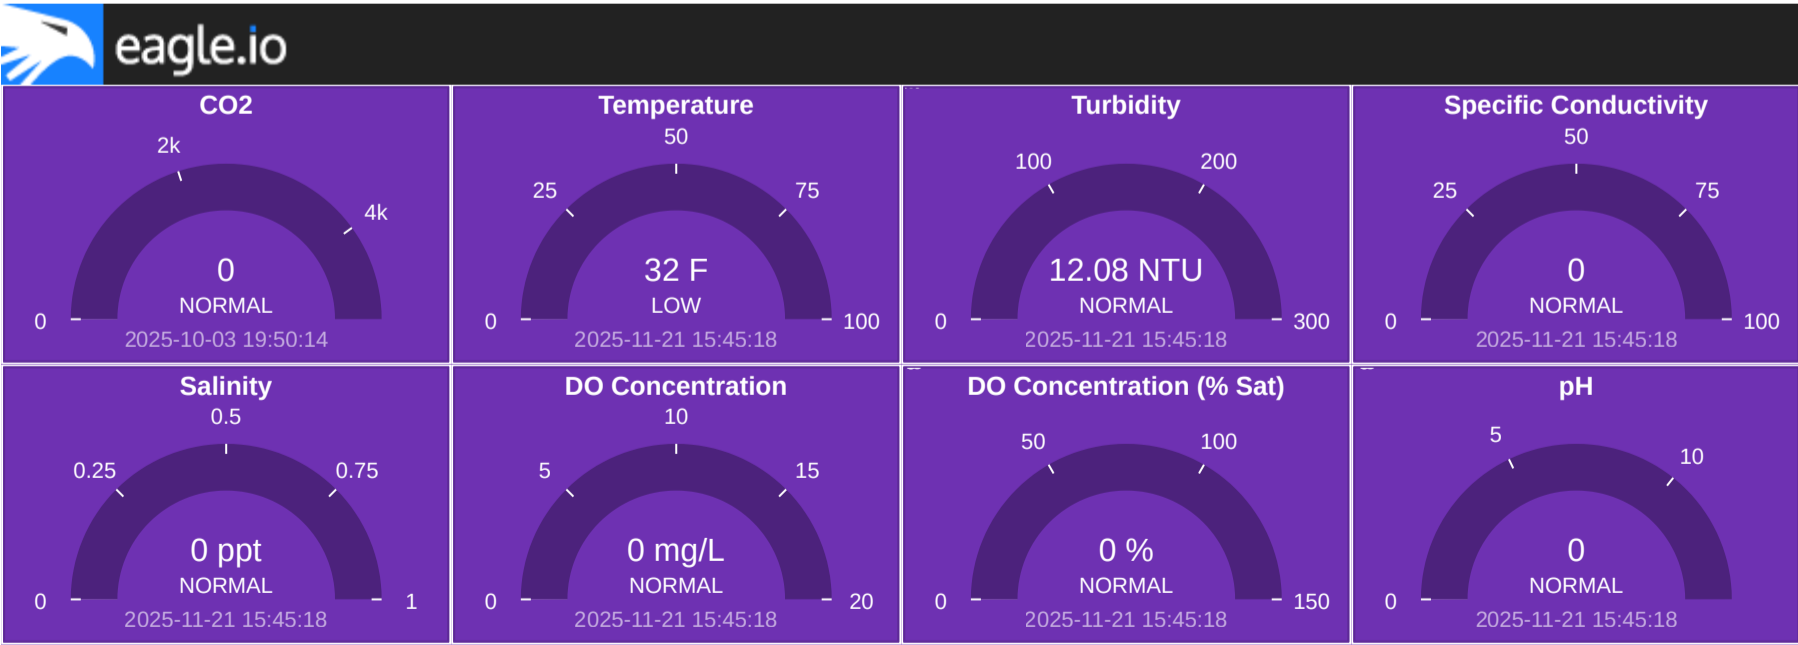 eagle.io
CO2
2k
4k
0
0
NORMAL
2025-10-03 19:50:14
Temperature
50
25
75
32 F
LOW
0
100
2025-11-21 15:45:18
Turbidity
100
200
12.08 NTU
NORMAL
0
300
2025-11-21 15:45:18
Specific Conductivity
50
25
75
0
NORMAL
0
100
2025-11-21 15:45:18
Salinity
0.5
0.25
0.75
0 ppt
NORMAL
0
1
2025-11-21 15:45:18
DO Concentration
10
5
15
0 mg/L
NORMAL
0
20
2025-11-21 15:45:18
DO Concentration (% Sat)
50
100
0 %
NORMAL
0
150
2025-11-21 15:45:18
pH
5
10
0
NORMAL
0
2025-11-21 15:45:18